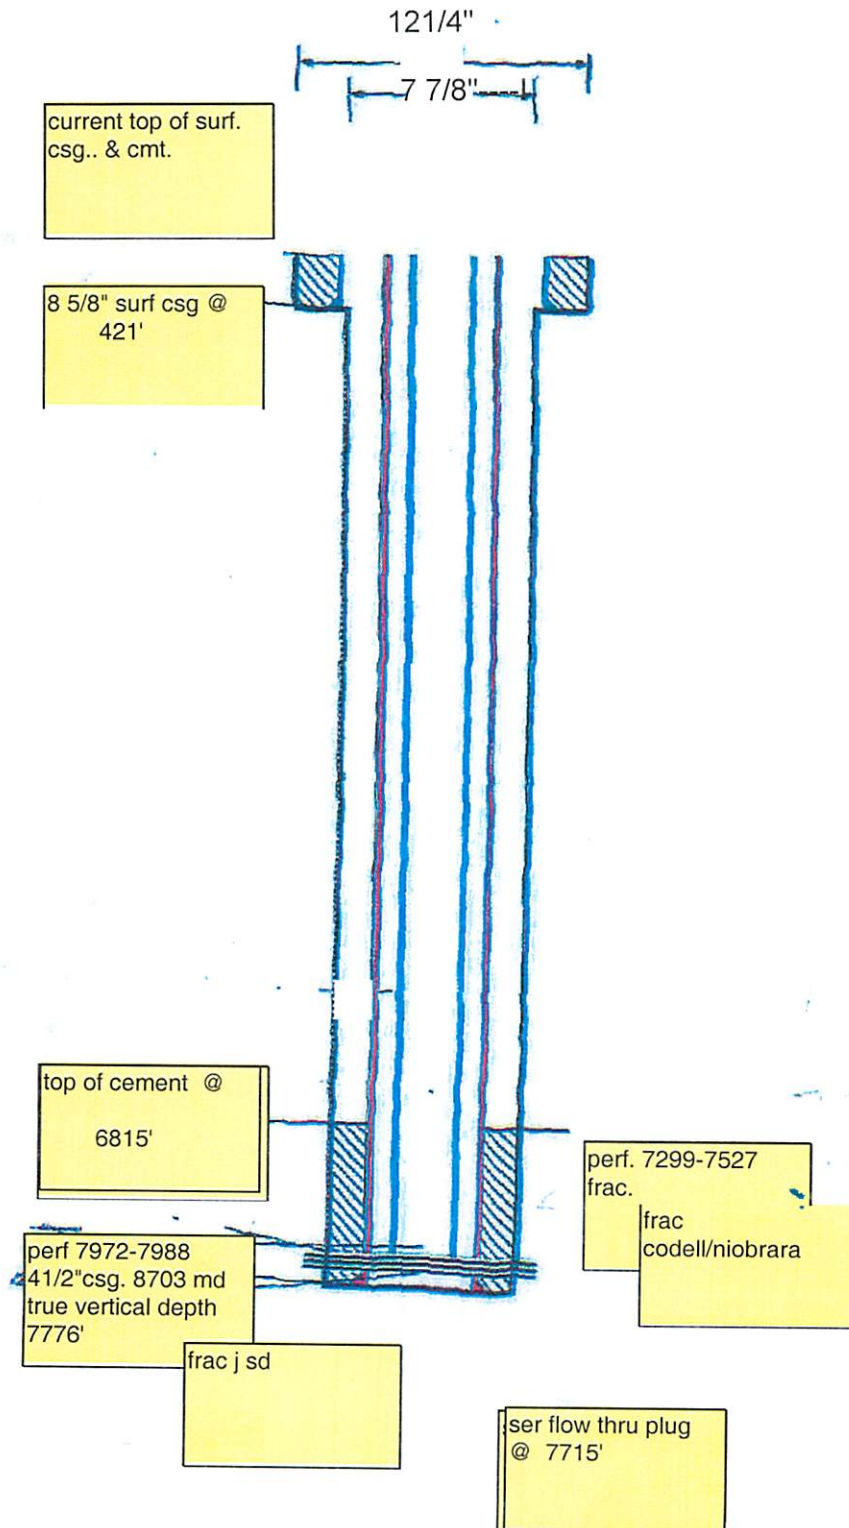 121/4"
7 7/8"
current top of surf.
csg.. & cmt.
8 5/8" surf csg @
421'
top of cement @
6815'
perf. 7299-7527
frac.
frac
codell/niobrara
perf 7972-7988
41/2"csg. 8703 md
true vertical depth
7776'
frac j sd
ser flow thru plug
@ 7715'